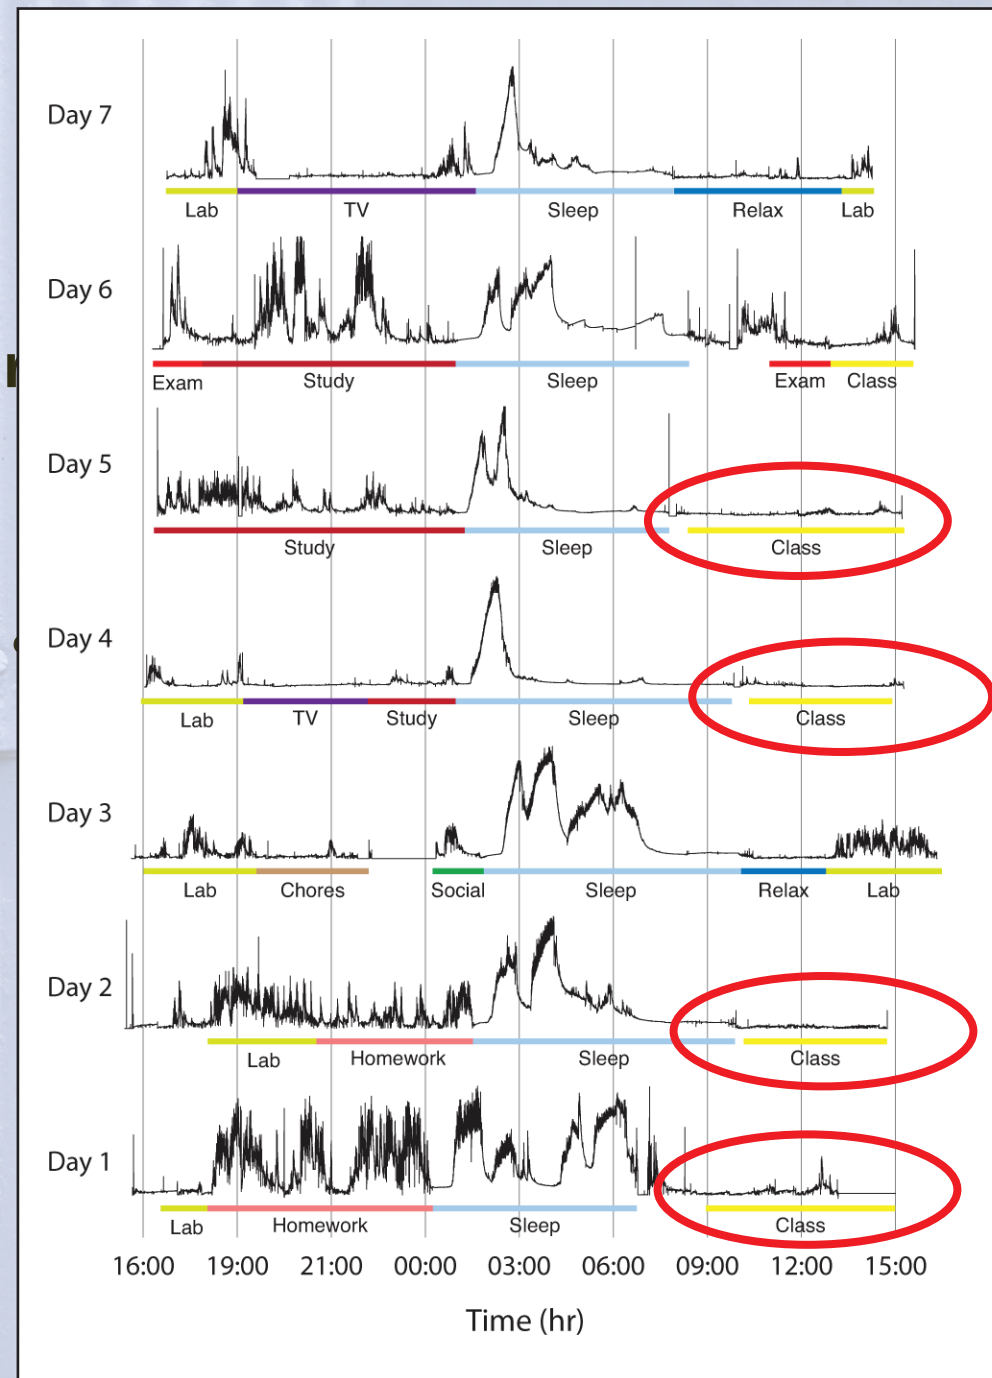 Day 7
Lab TV Sleep Relax Lab
Day 6
Exam Study Sleep Exam Class
Day 5
Study Sleep Class
Day 4
Lab TV Study Sleep Class
Day 3
Lab Chores Social Sleep Relax Lab
Day 2
Lab Homework Sleep Class
Day 1
Lab Homework Sleep Class
16:00 19:00 21:00 00:00 03:00 06:00 09:00 12:00 15:00
Time (hr)